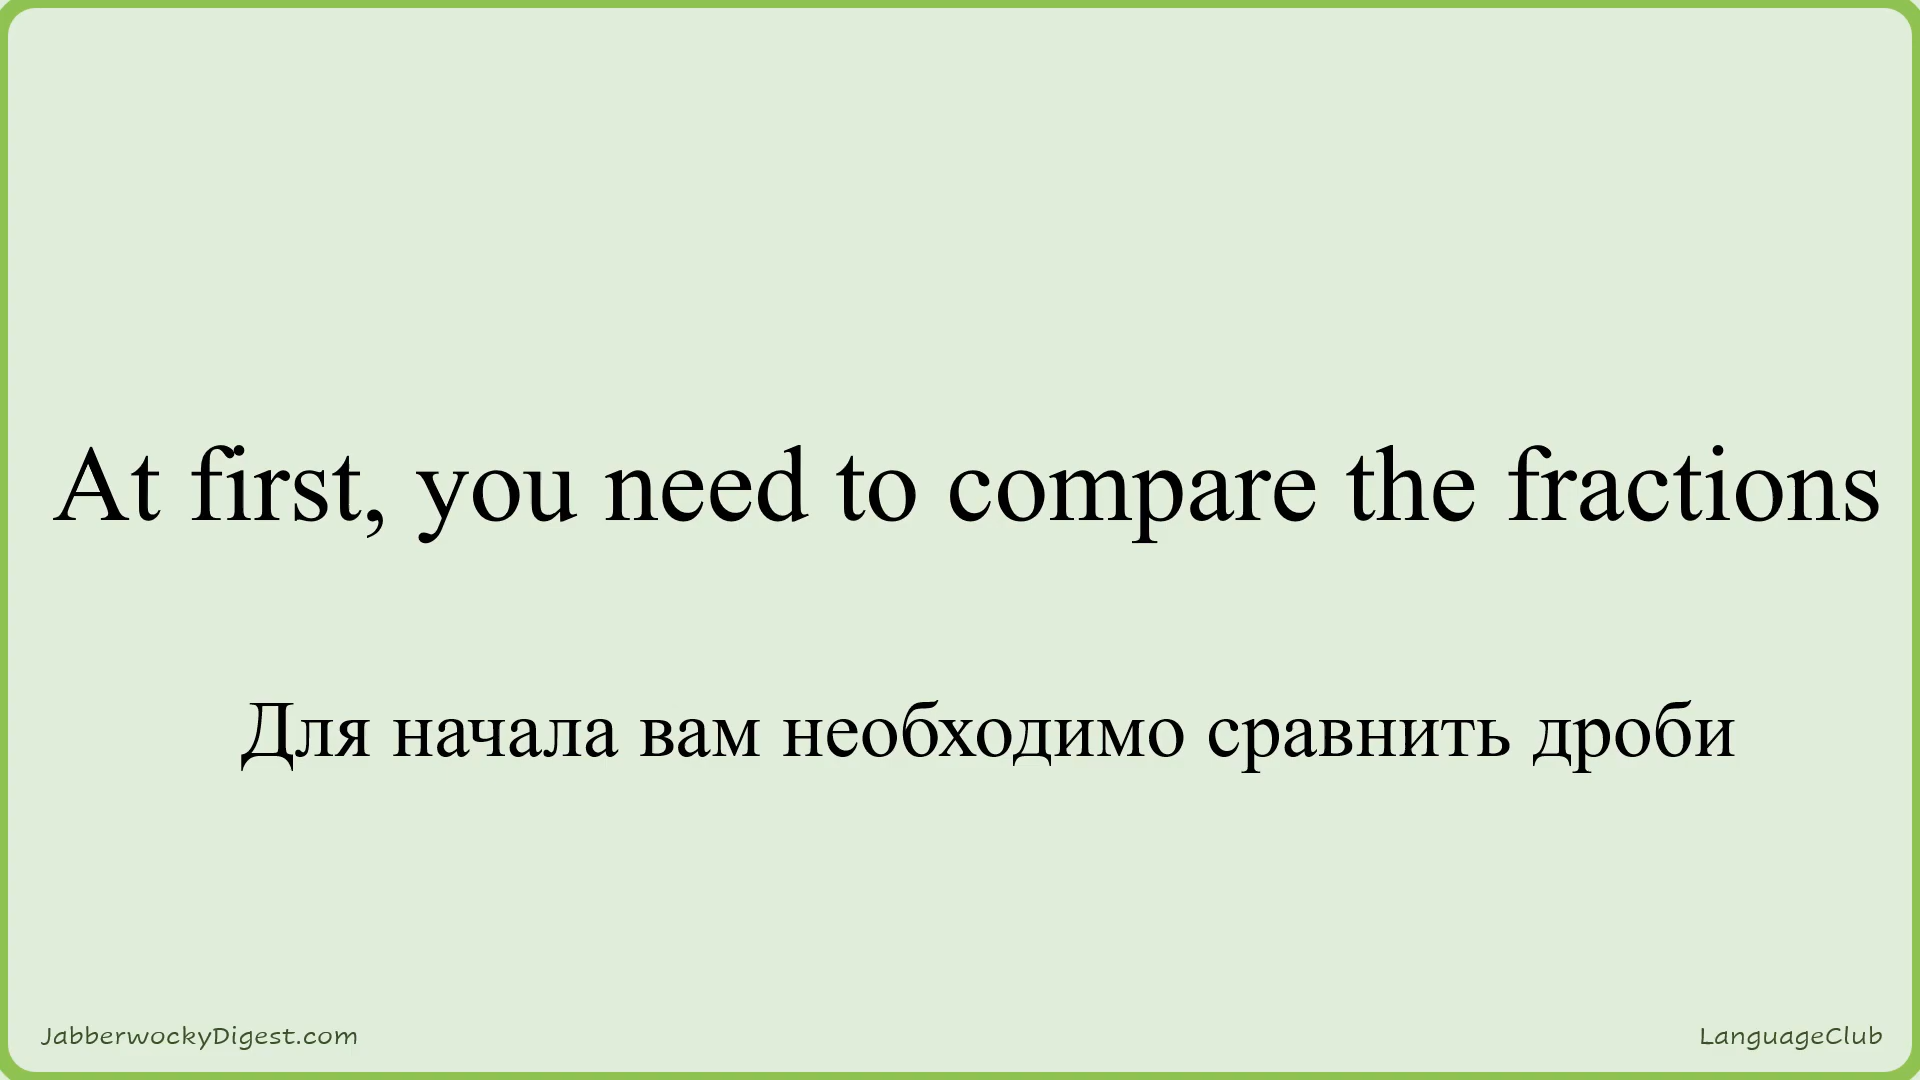 At first, you need to compare the fractions
Для начала вам необходимо сравнить дроби
JabberwockyDigest.com
LanguageClub